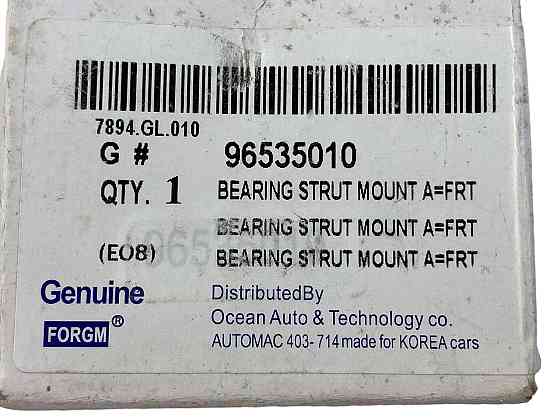 7894.GL.010
G # 96535010
QTY. 1 BEARING STRUT MOUNT A=FRT
BEARING STRUT MOUNT A=FRT
(EO8) BEARING STRUT MOUNT A=FRT
Genuine DistributedBy
FORGM® Ocean Auto & Technology co.
AUTOMAC 403-714 made for KOREA cars